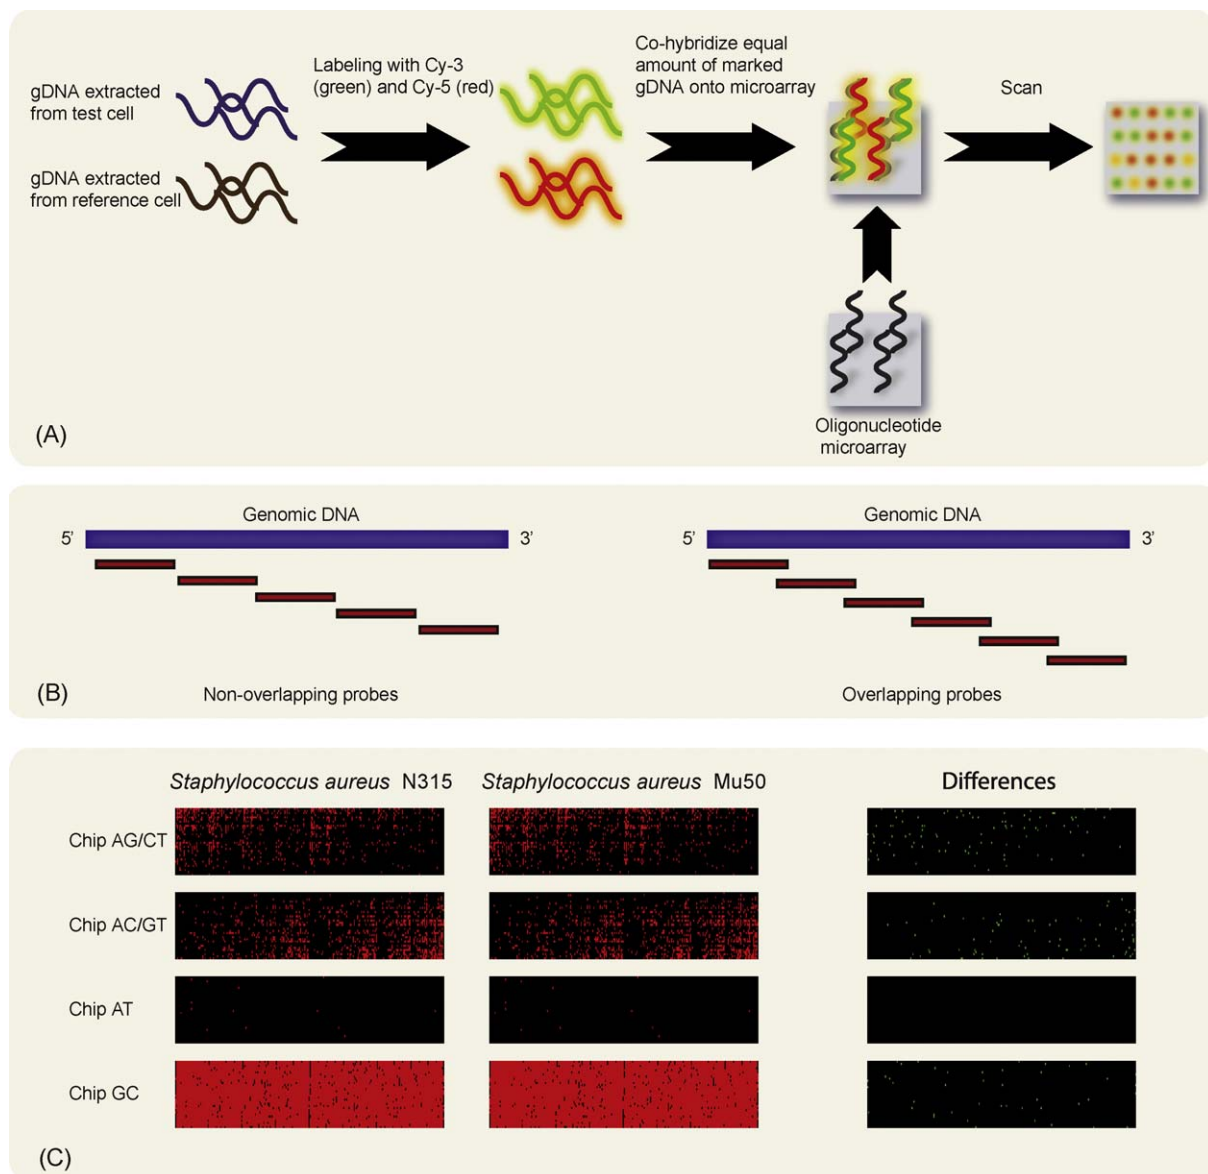 gDNA extracted
from test cell
Labeling with Cy-3
(green) and Cy-5 (red)
Co-hybridize equal
amount of marked
gDNA onto microarray
Scan
gDNA extracted
from reference cell
Oligonucleotide
microarray
(A)
Genomic DNA
5’ 3’
Non-overlapping probes
Genomic DNA
5’ 3’
Overlapping probes
(B)
Staphylococcus aureus N315
Staphylococcus aureus Mu50
Differences
Chip AG/CT
Chip AC/GT
Chip AT
Chip GC
(C)